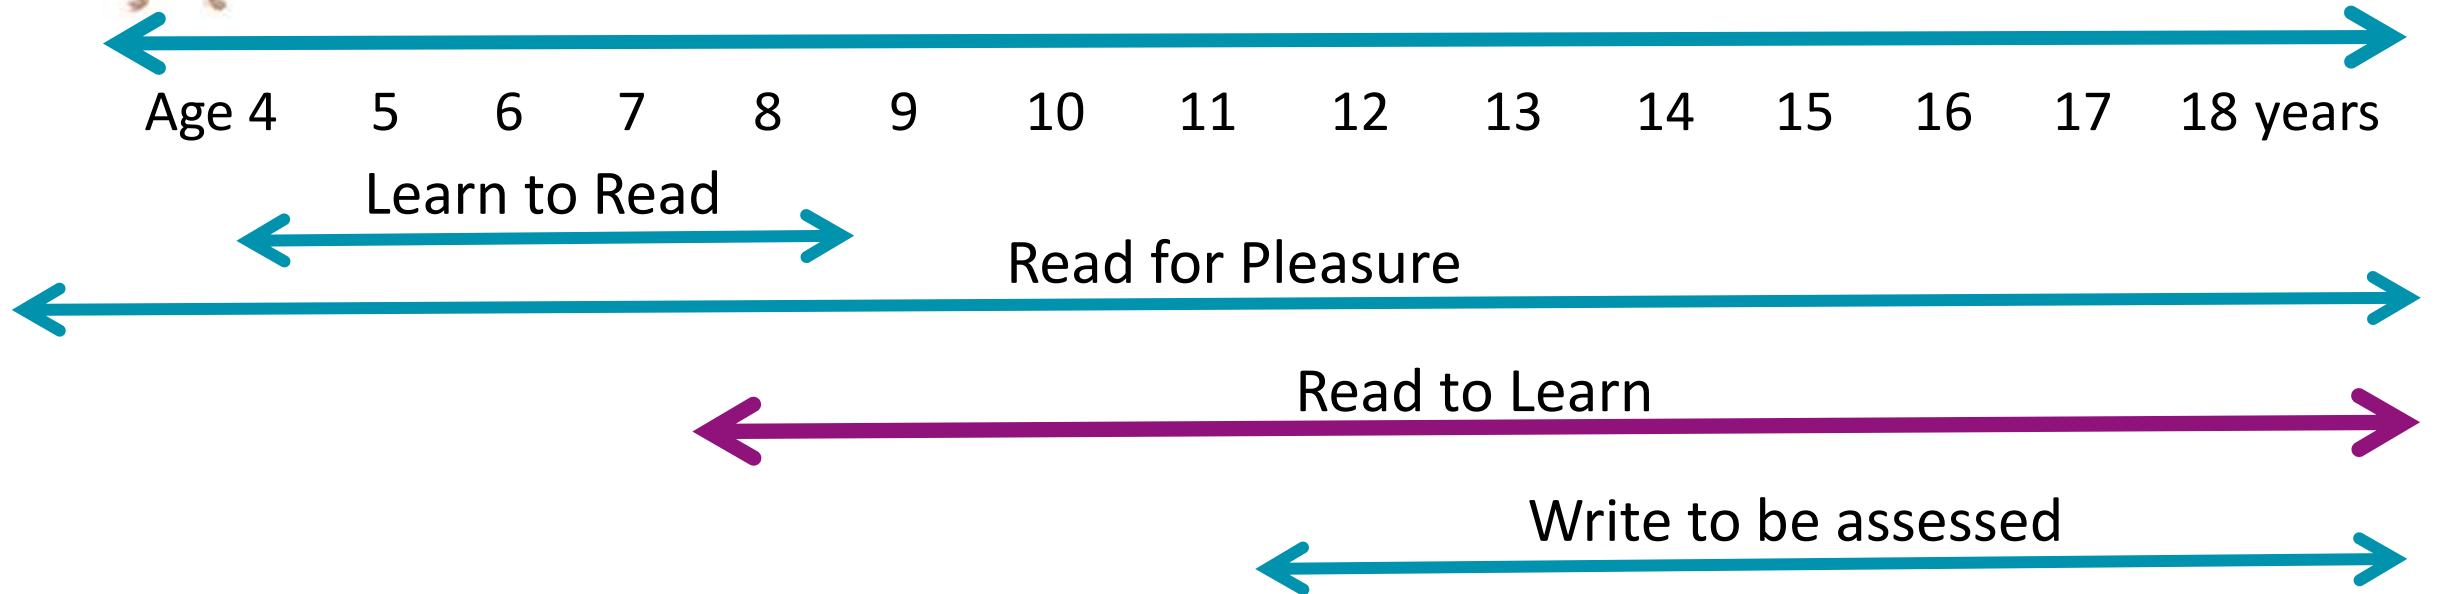 Age 4 5 6 7 8 9 10 11 12 13 14 15 16 17 18 years
Learn to Read
Read for Pleasure
Read to Learn
Write to be assessed